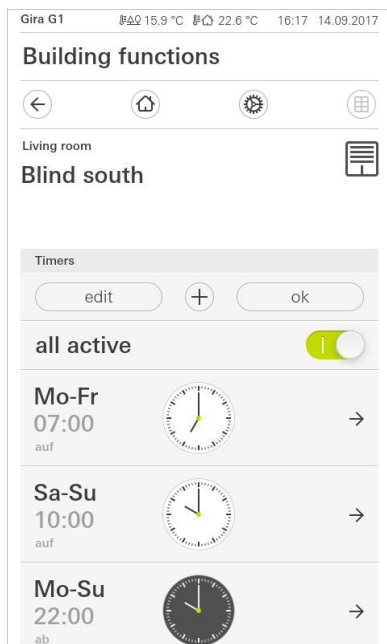 Gira G1 15.9 °C 22.6 °C 16:17 14.09.2017
Building functions
Living room
Blind south
Timers
edit + ok
all active
Mo-Fr
07:00
auf
Sa-Su
10:00
auf
Mo-Su
22:00
ab